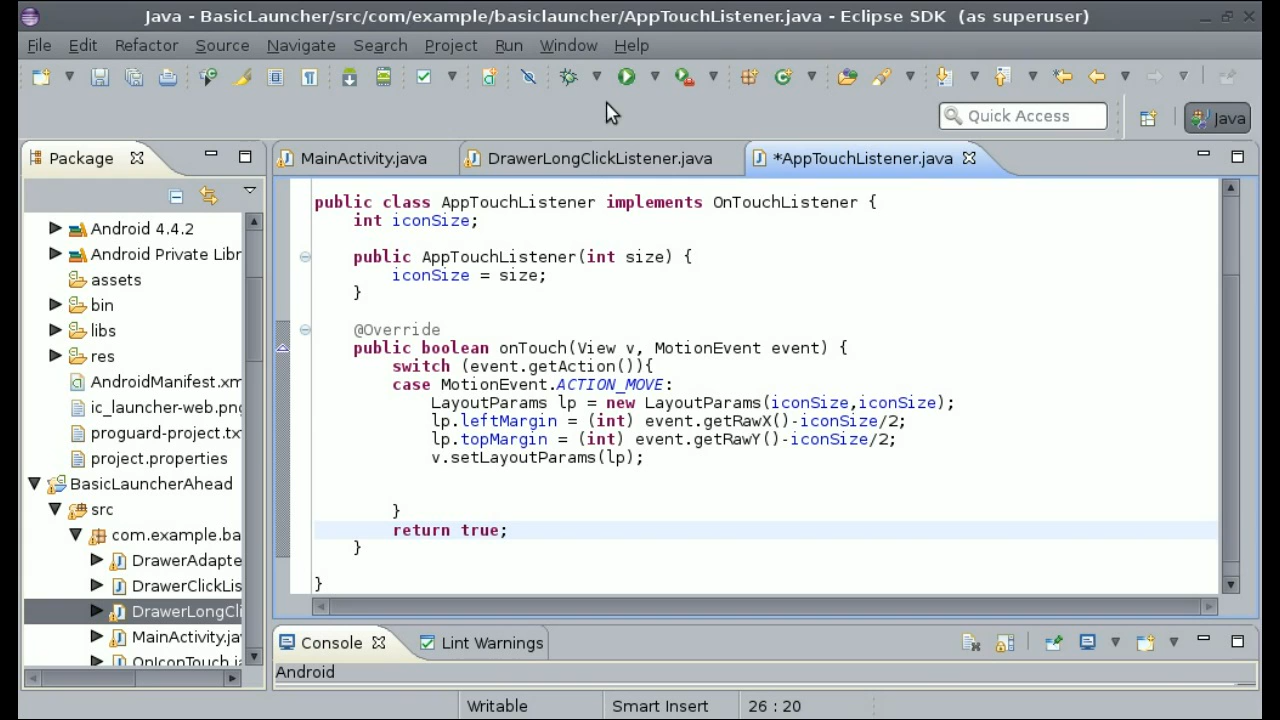 Java - BasicLauncher/src/com/example/basiclauncher/AppTouchListener.java - Eclipse SDK (as superuser)
File Edit Refactor Source Navigate Search Project Run Window Help
Quick Access
Java
Package
MainActivity.java
DrawerLongClickListener.java
*AppTouchListener.java
Android 4.4.2
Android Private Libr
assets
bin
libs
res
AndroidManifest.xm
ic_launcher-web.png
proguard-project.tx
project.properties
BasicLauncherAhead
src
com.example.ba
DrawerAdapte
DrawerClickLis
DrawerLongCli
MainActivity.ja
OnIconTouch.j
public class AppTouchListener implements OnTouchListener {
int iconSize;
public AppTouchListener(int size) {
iconSize = size;
}
@Override
public boolean onTouch(View v, MotionEvent event) {
switch (event.getAction()){
case MotionEvent.ACTION_MOVE:
LayoutParams lp = new LayoutParams(iconSize,iconSize);
lp.leftMargin = (int) event.getRawX()-iconSize/2;
lp.topMargin = (int) event.getRawY()-iconSize/2;
v.setLayoutParams(lp);
}
return true;
}
}
Console
Lint Warnings
Android
Writable
Smart Insert
26 : 20